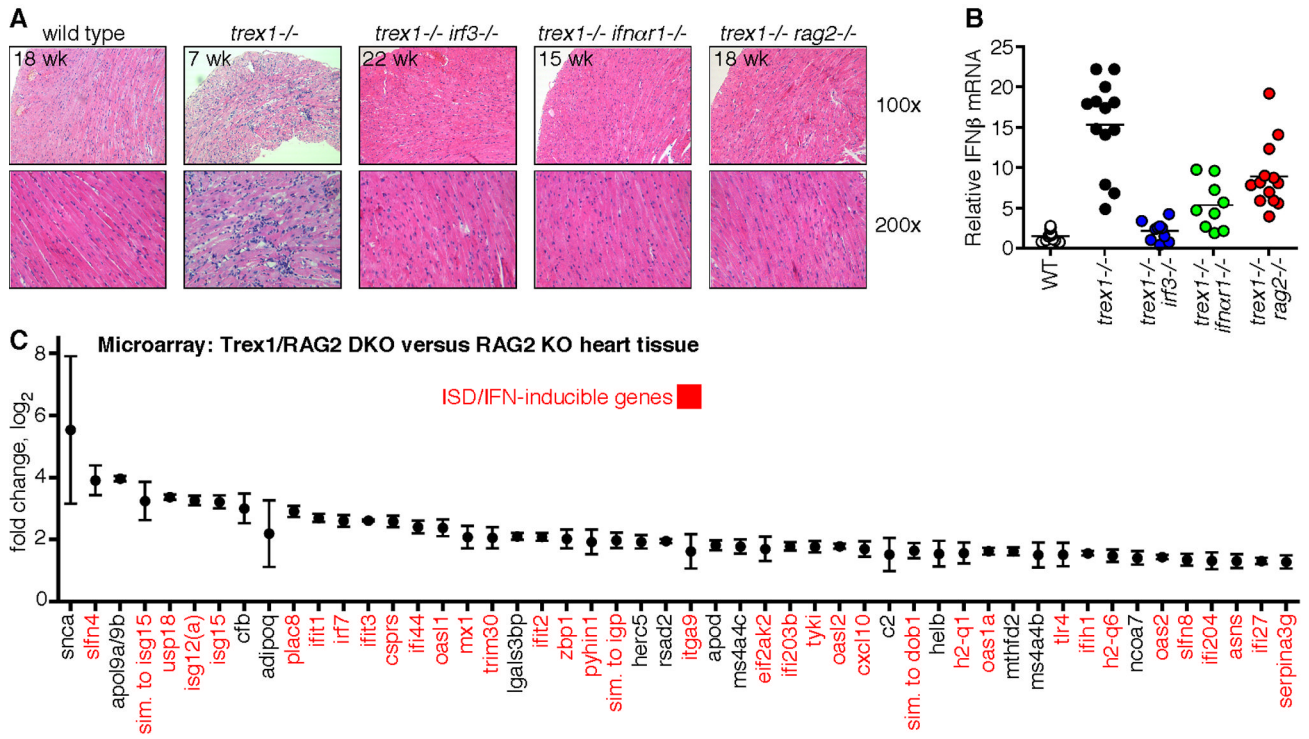 A
wild type
trex1-/-
trex1-/- irf3-/-
trex1-/- ifnαr1-/-
trex1-/- rag2-/-
18 wk
7 wk
22 wk
15 wk
18 wk
100x
200x
B
Relative IFNβ mRNA
25
20
15
10
5
0
WT
trex1-/-
trex1-/-
irf3-/-
trex1-/-
ifnαr1-/-
trex1-/-
rag2-/-
C
Microarray: Trex1/RAG2 DKO versus RAG2 KO heart tissue
ISD/IFN-inducible genes
fold change, log2
8
6
4
2
0
snca
slfn4
apol9a/9b
sim. to isg15
usp18
isg12(a)
isg15
cfb
adipoq
plac8
ifit1
irf7
ifit3
csprs
ifi44
oasl1
mx1
trim30
lgals3bp
ifit2
zbp1
pyhin1
sim. to igp
herc5
rsad2
itga9
apod
ms4a4c
eif2ak2
ifi203b
tyki
oasl2
cxcl10
c2
sim. to dob1
helb
h2-q1
oas1a
mthfd2
ms4a4b
tlr4
ifih1
h2-q6
ncoa7
oas2
slfn8
ifi204
asns
ifi27
serpina3g